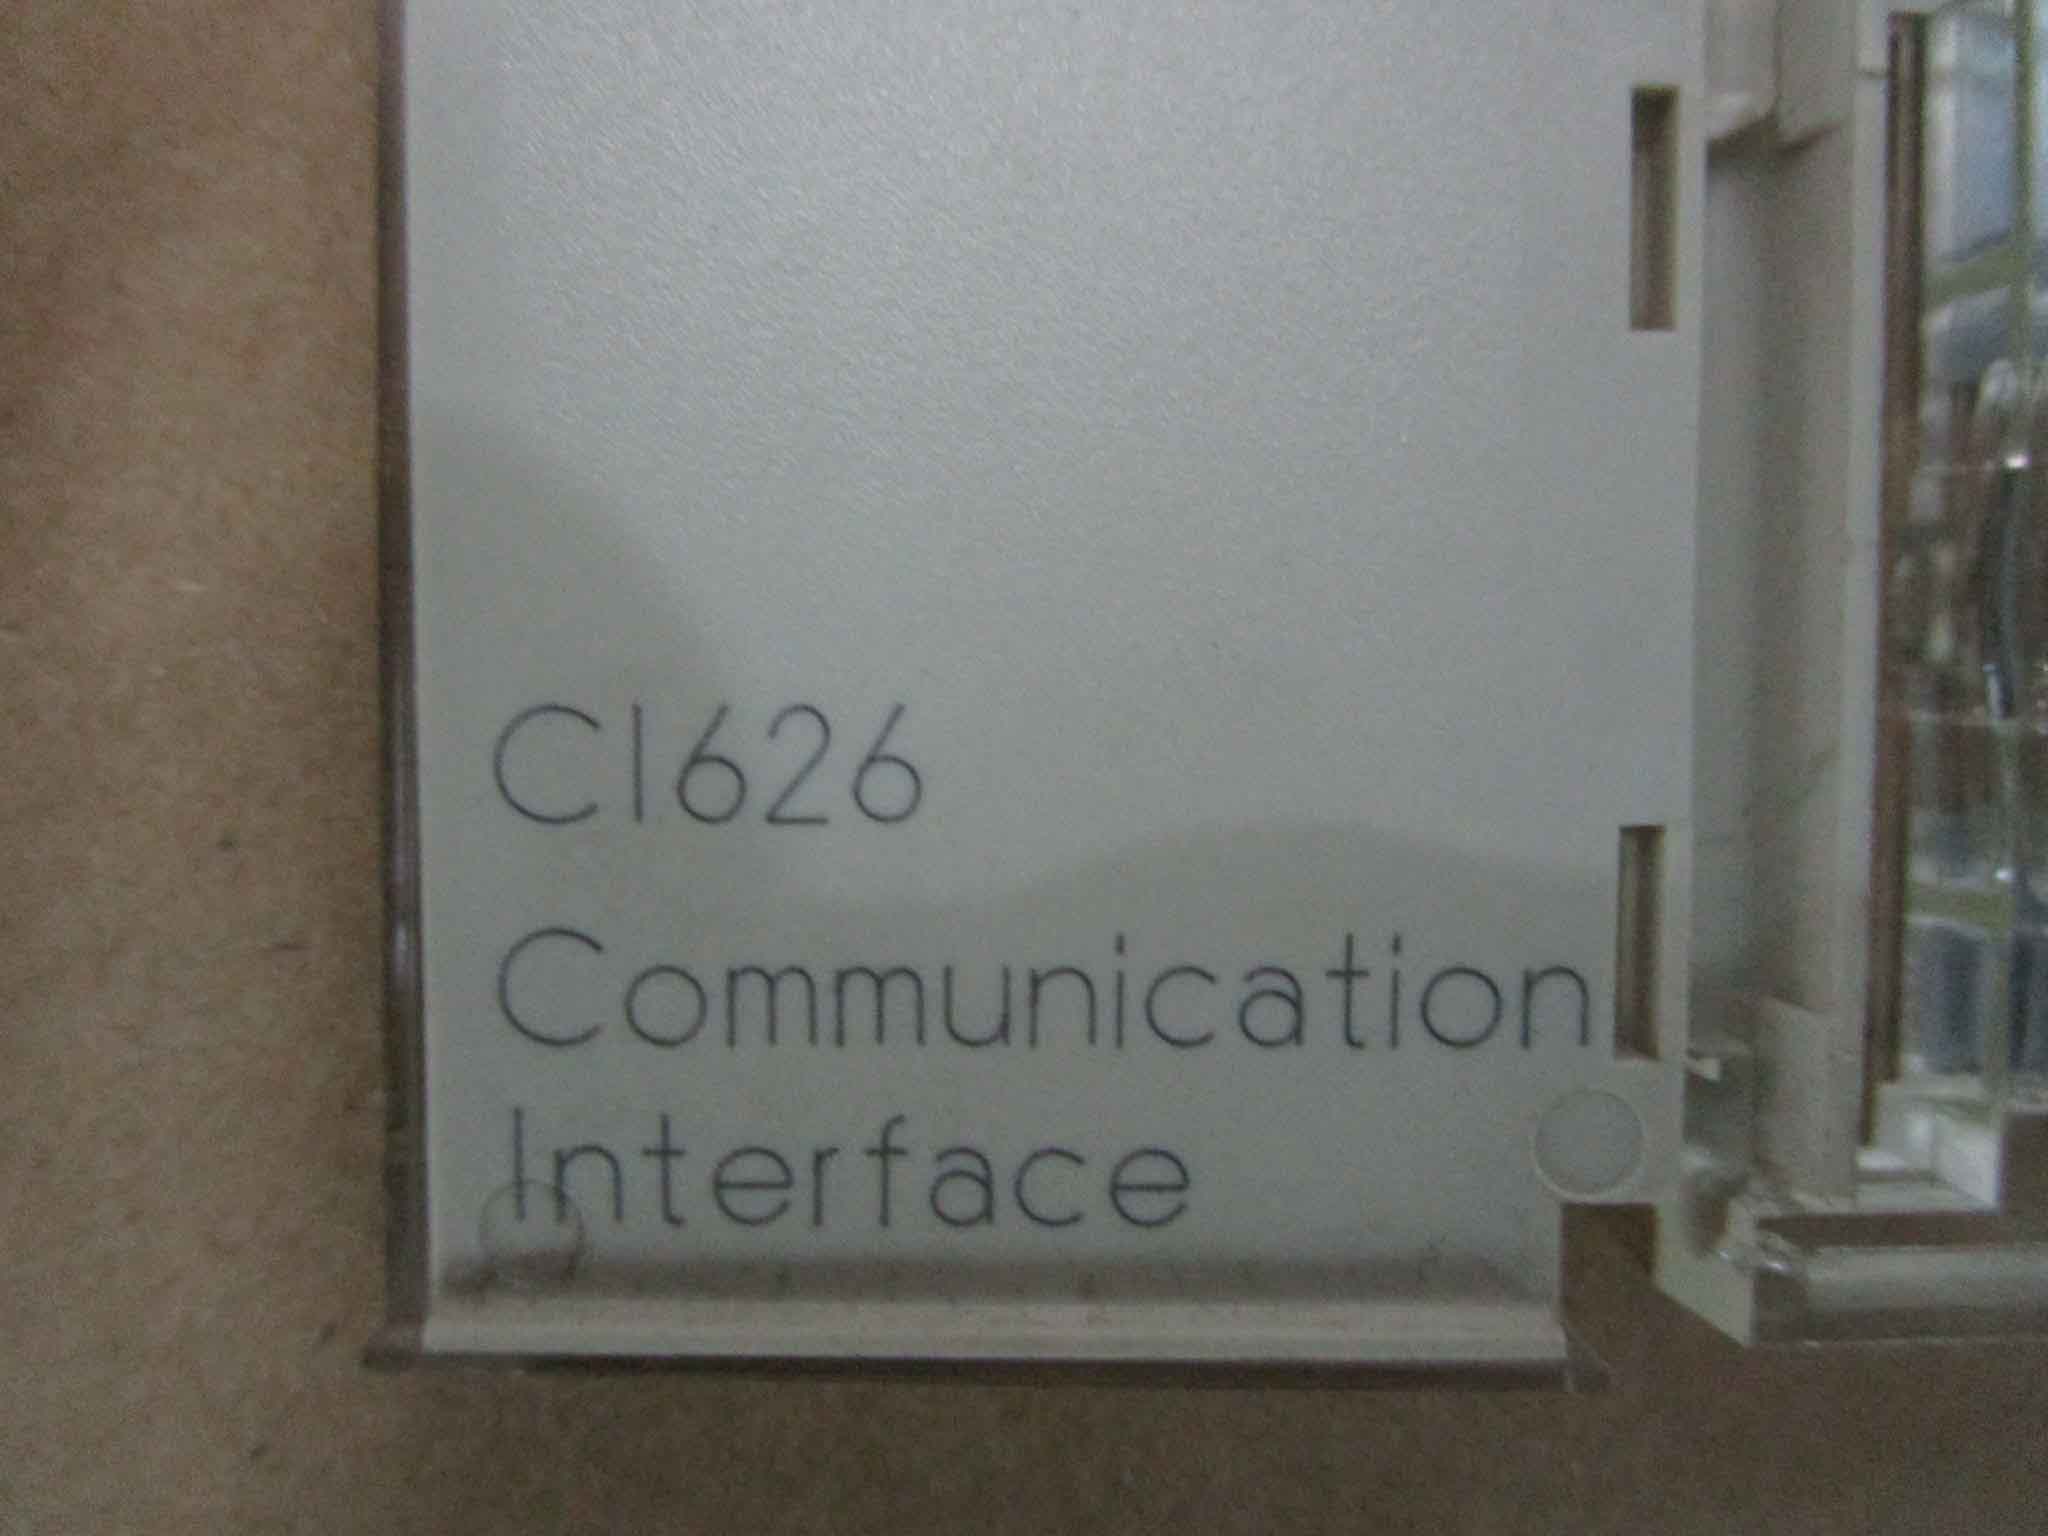 CI626
Communication
Interface